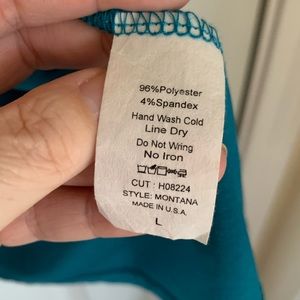 96%Polyester
4%Spandex
Hand Wash Cold
Line Dry
Do Not Wring
No Iron
CUT : H08224
STYLE: MONTANA
MADE IN U.S.A.
L